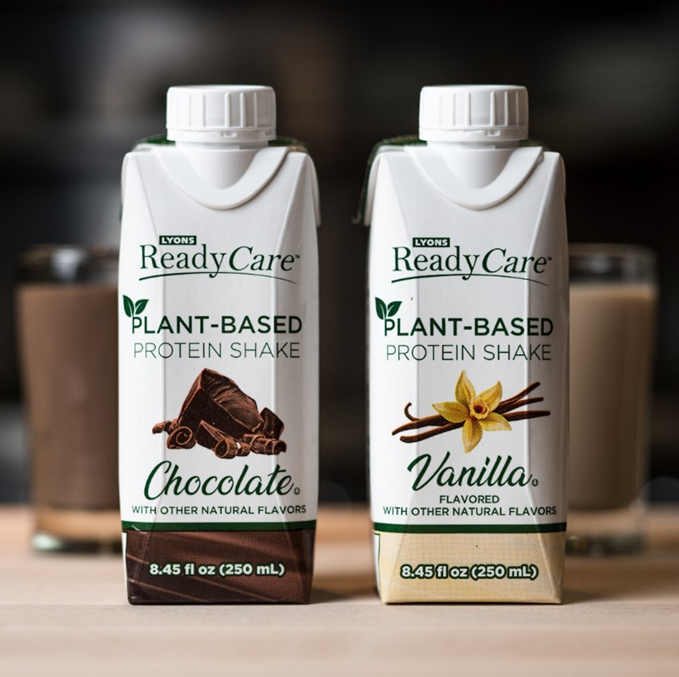 LYONS
ReadyCare™
PLANT-BASED
PROTEIN SHAKE
Chocolate
WITH OTHER NATURAL FLAVORS
8.45 fl oz (250 mL)
LYONS
ReadyCare™
PLANT-BASED
PROTEIN SHAKE
Vanilla
FLAVORED
WITH OTHER NATURAL FLAVORS
8.45 fl oz (250 mL)